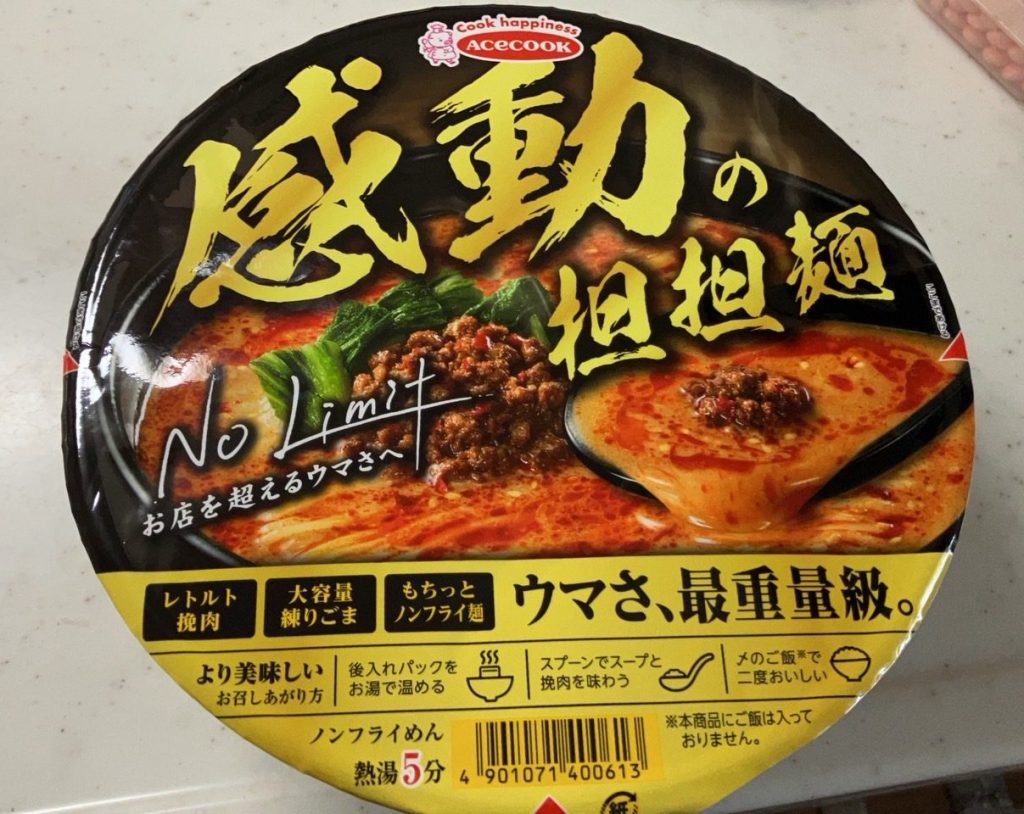 Cook happiness
ACECOOK
感動の
担担麺
No Limit
お店を超えるウマさへ
レトルト
挽肉
大容量
練りごま
もちっと
ノンフライ麺
ウマさ、最重量級。
より美味しい
お召しあがり方
後入れパックを
お湯で温める
スプーンでスープと
挽肉を味わう
〆のご飯※で
二度おいしい
ノンフライめん
熱湯5分
4 901071 400613
※本商品にご飯は入って
おりません。
紙